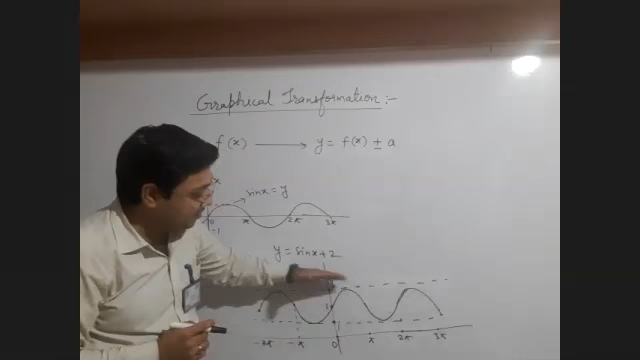 Graphical Transformation:-
f(x) → y = f(x) ± a
x
sinx = y
0 π 2π 3π
-1
y = sinx+2
1
-2π -π 0 π 2π 3π